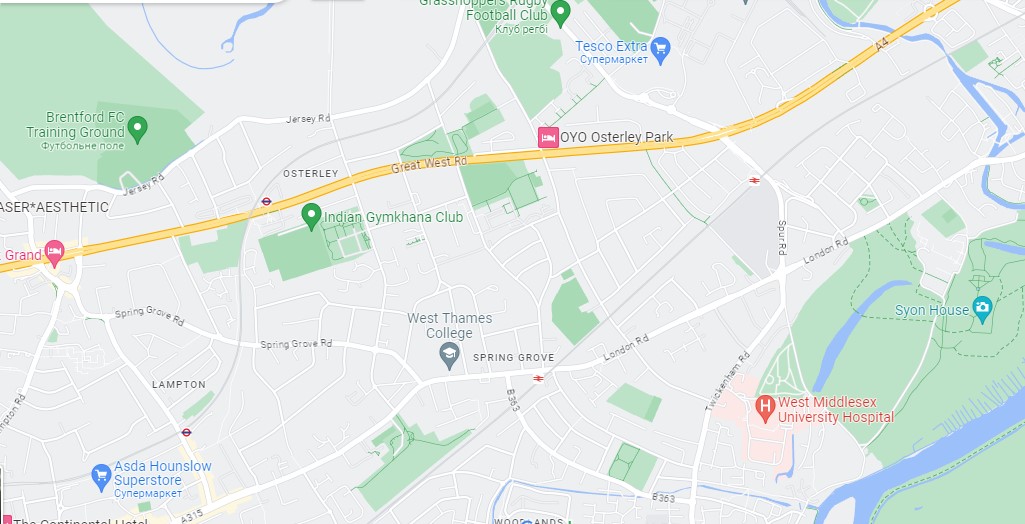 Grasshoppers Rugby
Football Club
Клуб регбі
Tesco Extra
Супермаркет
A4
Brentford FC
Training Ground
Футбольне поле
Jersey Rd
OYO Osterley Park
Great West Rd
OSTERLEY
Jersey Rd
ASER*AESTHETIC
Indian Gymkhana Club
Grand
Spur Rd
London Rd
Spring Grove Rd
Syon House
West Thames
College
Spring Grove Rd
London Rd
SPRING GROVE
LAMPTON
Twickenham Rd
B363
West Middlesex
University Hospital
H
mpton Rd
Asda Hounslow
Superstore
Супермаркет
B363
A315
The Continental Hotel